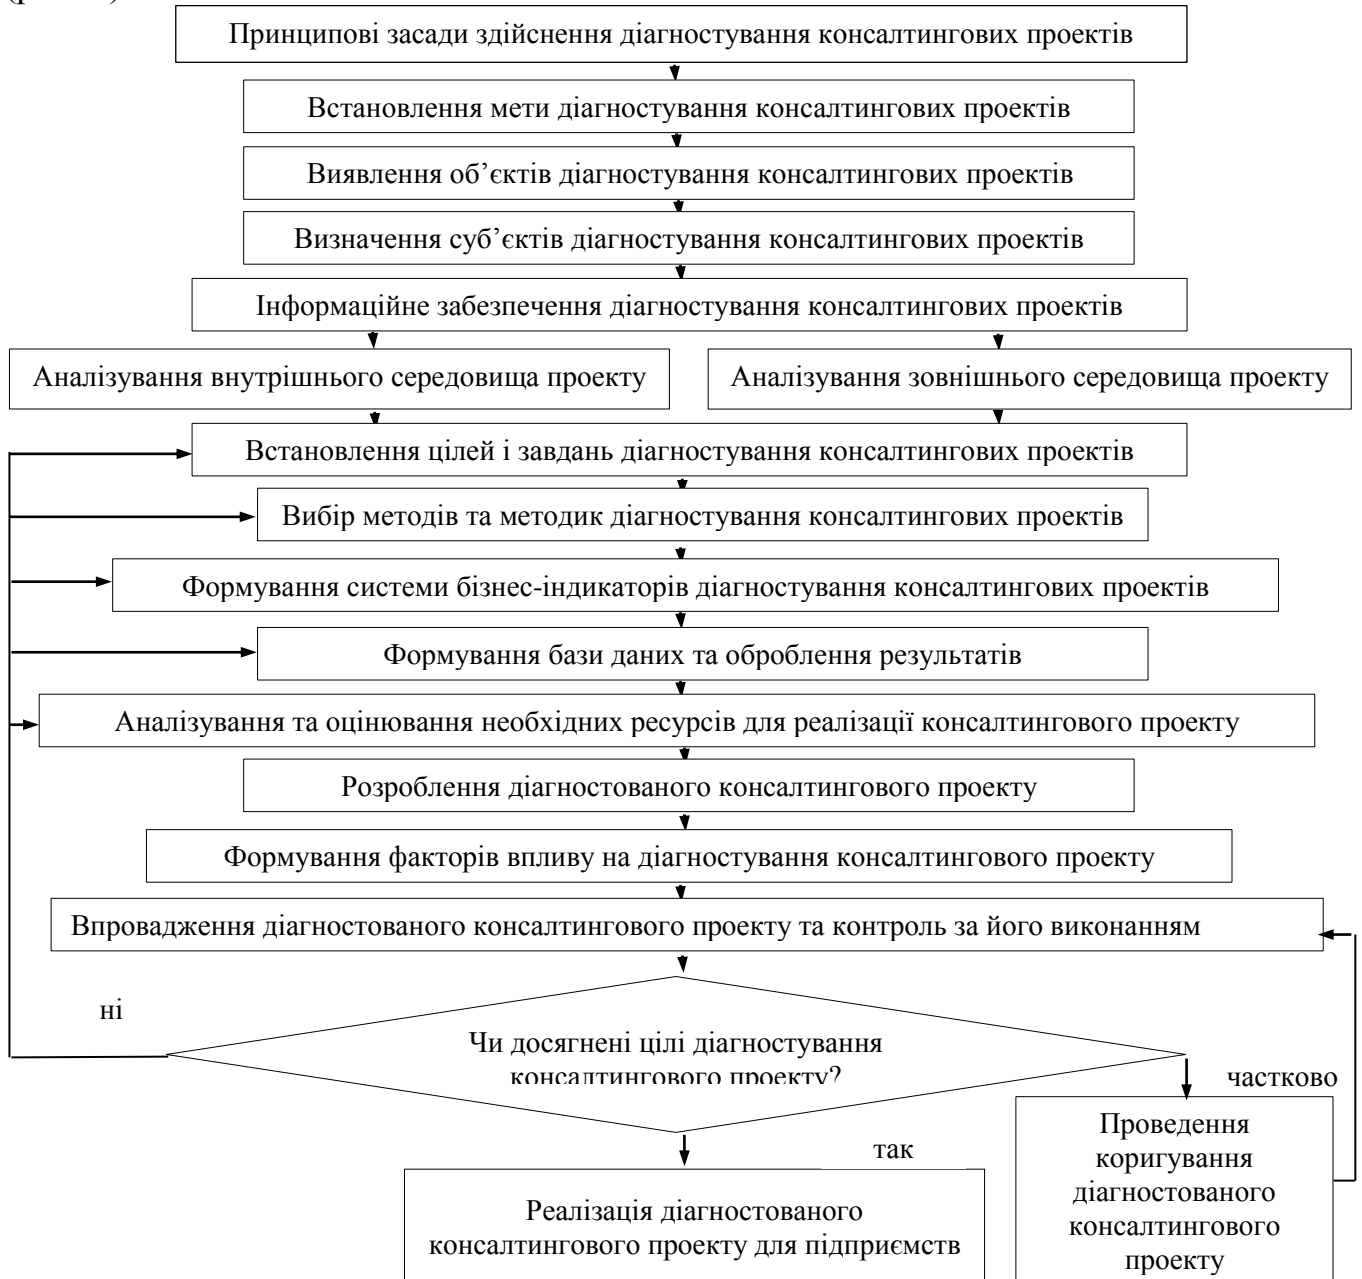 Принципові засади здійснення діагностування консалтингових проектів
Встановлення мети діагностування консалтингових проектів
Виявлення об’єктів діагностування консалтингових проектів
Визначення суб’єктів діагностування консалтингових проектів
Інформаційне забезпечення діагностування консалтингових проектів
Аналізування внутрішнього середовища проекту
Аналізування зовнішнього середовища проекту
Встановлення цілей і завдань діагностування консалтингових проектів
Вибір методів та методик діагностування консалтингових проектів
Формування системи бізнес-індикаторів діагностування консалтингових проектів
Формування бази даних та оброблення результатів
Аналізування та оцінювання необхідних ресурсів для реалізації консалтингового проекту
Розроблення діагностованого консалтингового проекту
Формування факторів впливу на діагностування консалтингового проекту
Впровадження діагностованого консалтингового проекту та контроль за його виконанням
ні
Чи досягнені цілі діагностування
консалтингового проекту?
частково
так
Проведення
коригування
діагностованого
консалтингового
проекту
Реалізація діагностованого
консалтингового проекту для підприємств